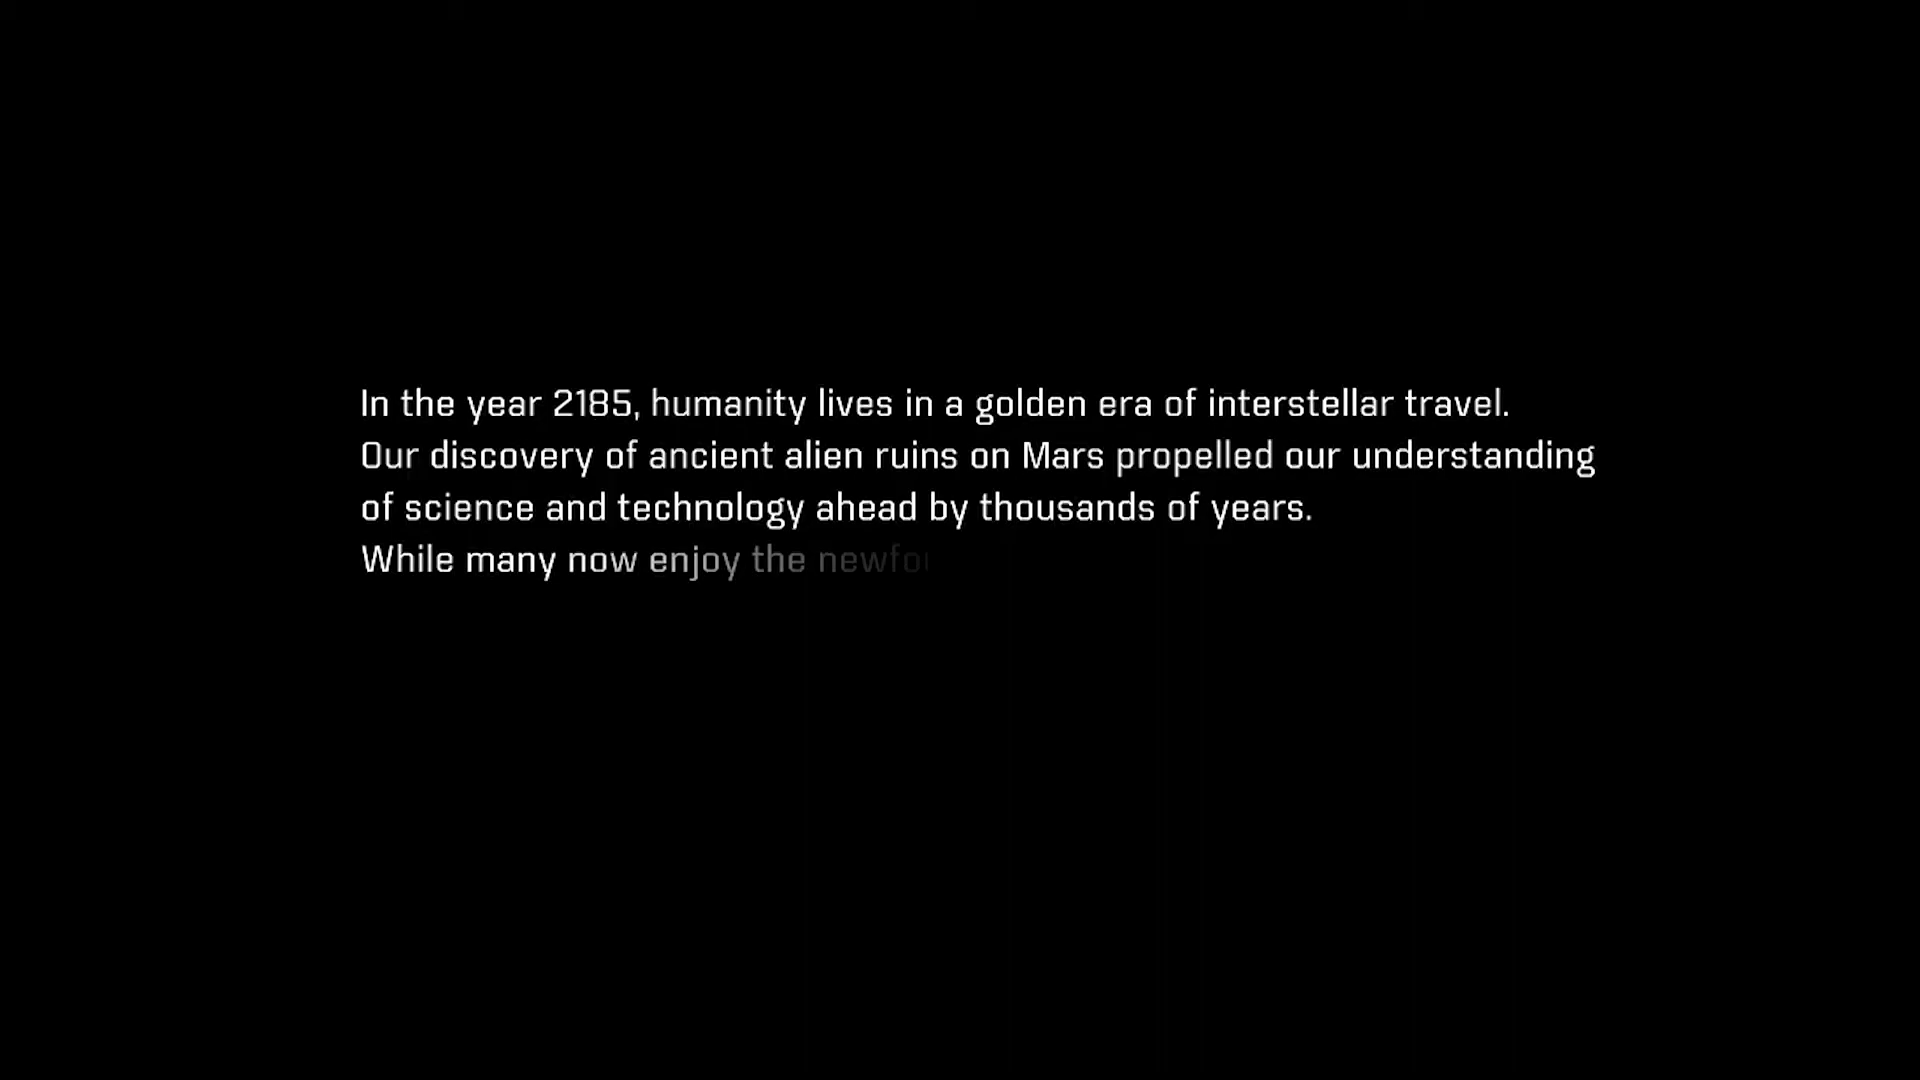 In the year 2185, humanity lives in a golden era of interstellar travel.
Our discovery of ancient alien ruins on Mars propelled our understanding
of science and technology ahead by thousands of years.
While many now enjoy the